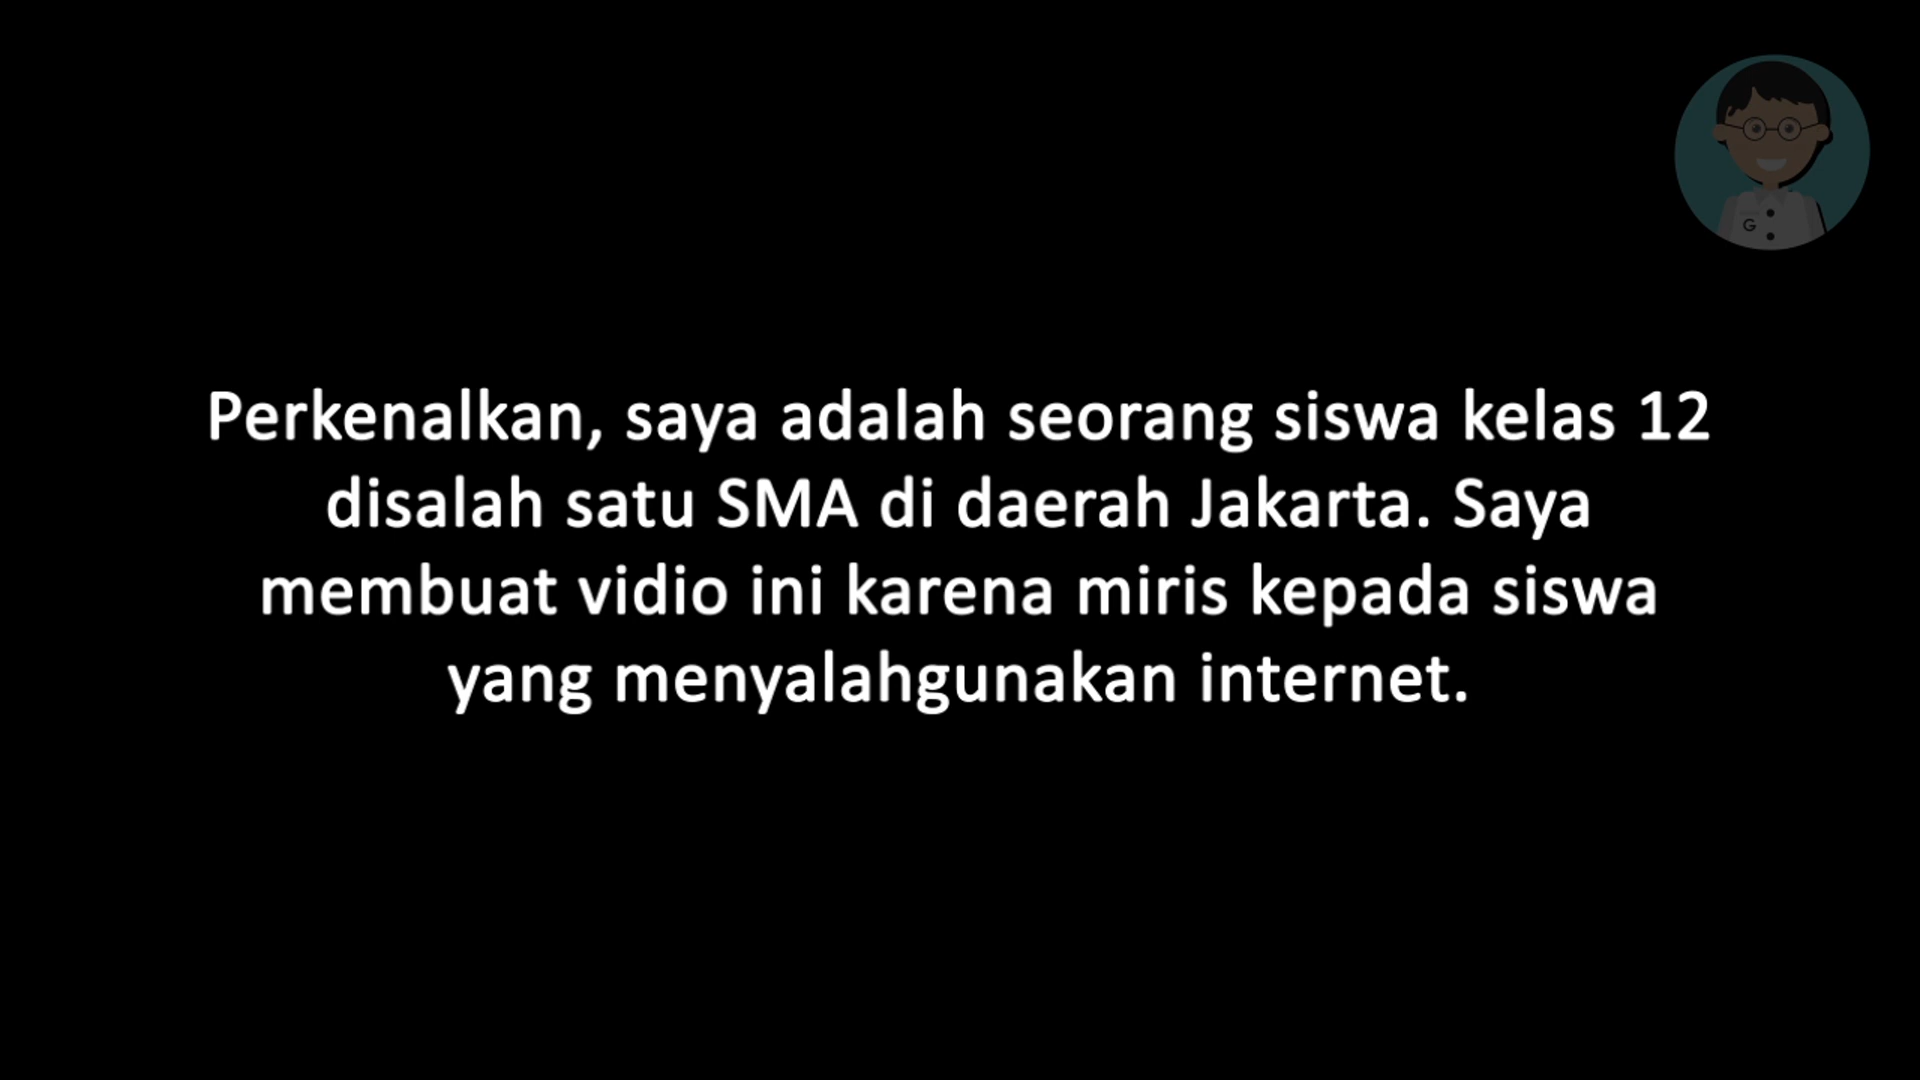 Perkenalkan, saya adalah seorang siswa kelas 12
disalah satu SMA di daerah Jakarta. Saya
membuat vidio ini karena miris kepada siswa
yang menyalahgunakan internet.
G